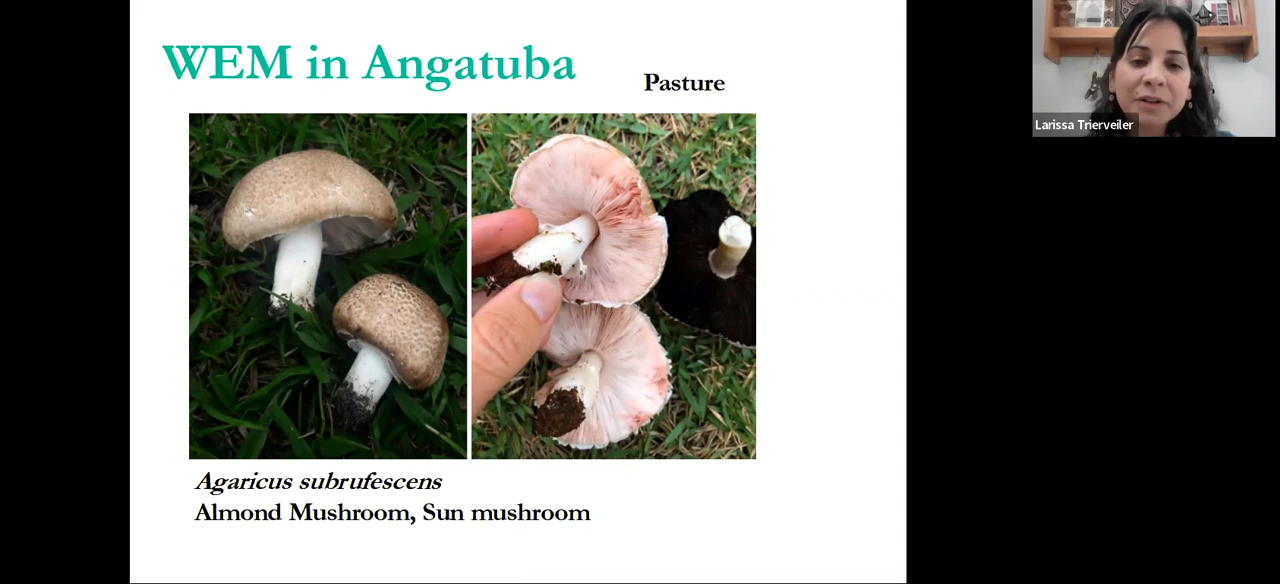 WEM in Angatuba
Pasture
Larissa Trierveiler
Agaricus subrufescens
Almond Mushroom, Sun mushroom